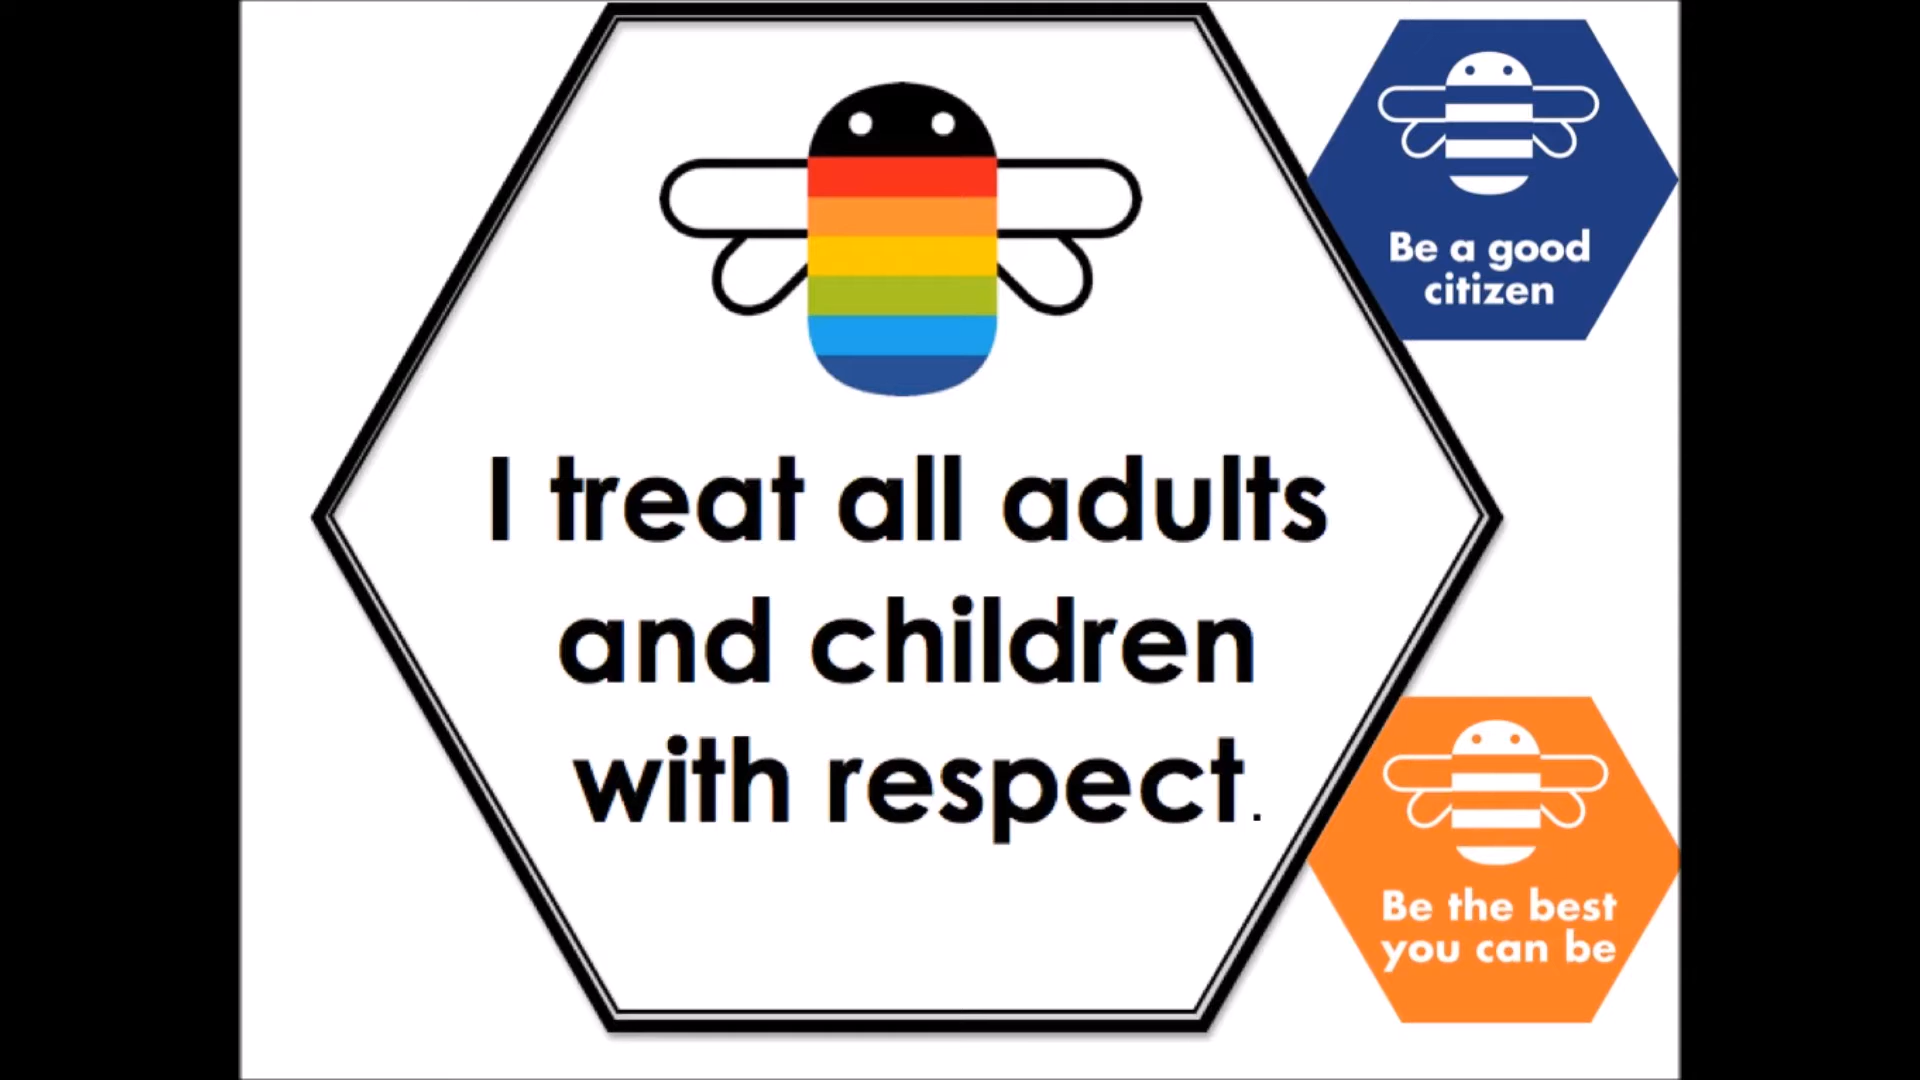 I treat all adults
and children
with respect.
Be a good
citizen
Be the best
you can be